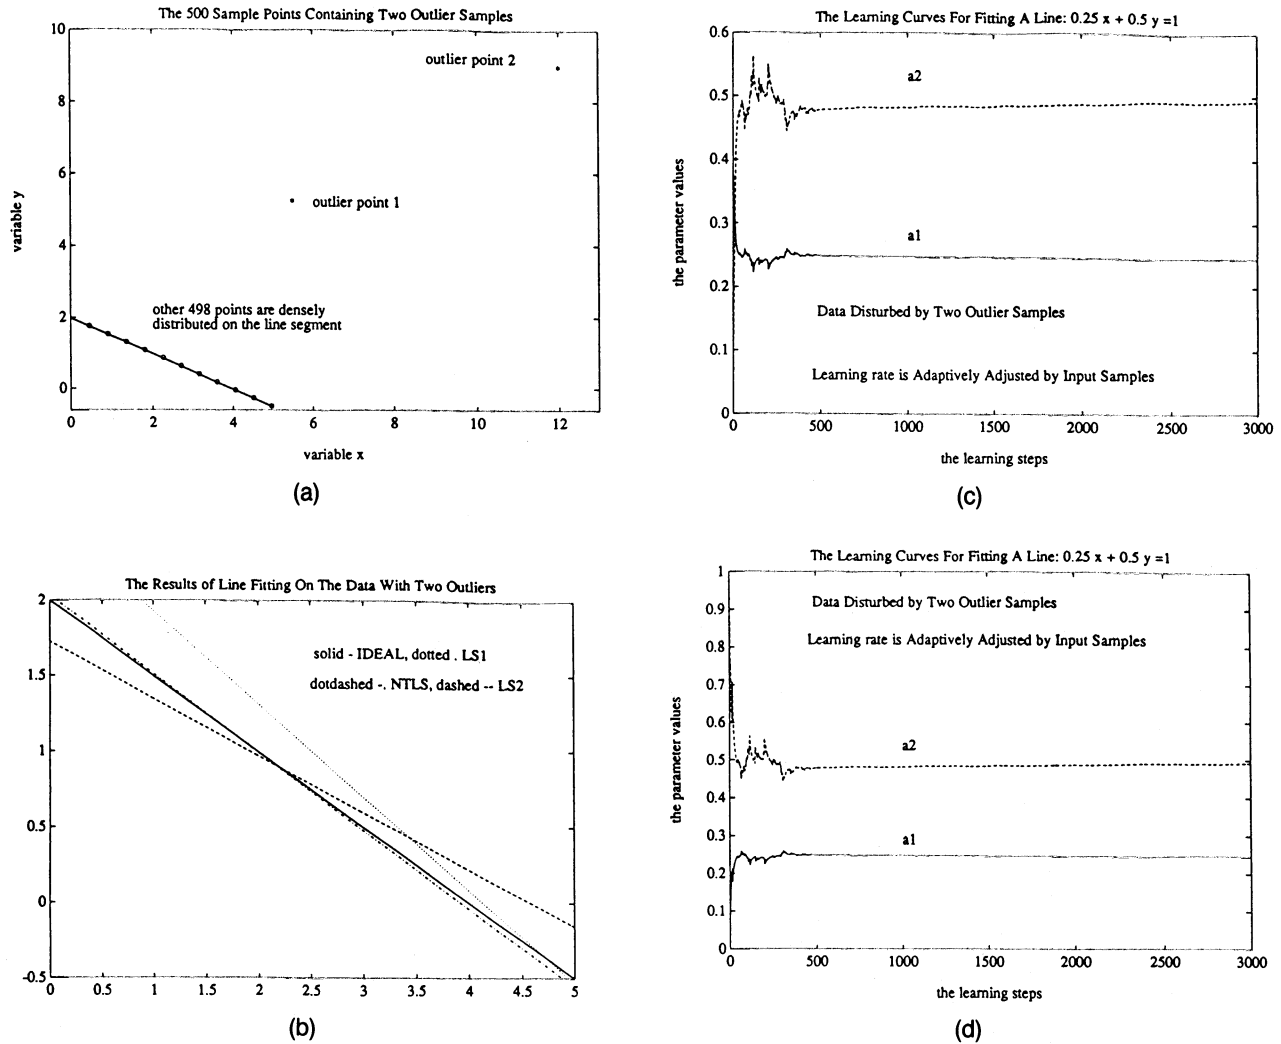 The 500 Sample Points Containing Two Outlier Samples
10
8
6
4
2
0
variable y
outlier point 2
outlier point 1
other 498 points are densely
distributed on the line segment
0 2 4 6 8 10 12
variable x
(a)
The Learning Curves For Fitting A Line: 0.25 x + 0.5 y =1
0.6
0.5
0.4
0.3
0.2
0.1
0
the parameter values
a2
a1
Data Disturbed by Two Outlier Samples
Learning rate is Adaptively Adjusted by Input Samples
0 500 1000 1500 2000 2500 3000
the learning steps
(c)
The Results of Line Fitting On The Data With Two Outliers
2
1.5
1
0.5
0
-0.5
solid - IDEAL, dotted . LS1
dotdashed -. NTLS, dashed -- LS2
0 0.5 1 1.5 2 2.5 3 3.5 4 4.5 5
(b)
The Learning Curves For Fitting A Line: 0.25 x + 0.5 y =1
1
0.9
0.8
0.7
0.6
0.5
0.4
0.3
0.2
0.1
0
the parameter values
Data Disturbed by Two Outlier Samples
Learning rate is Adaptively Adjusted by Input Samples
a2
a1
0 500 1000 1500 2000 2500 3000
the learning steps
(d)